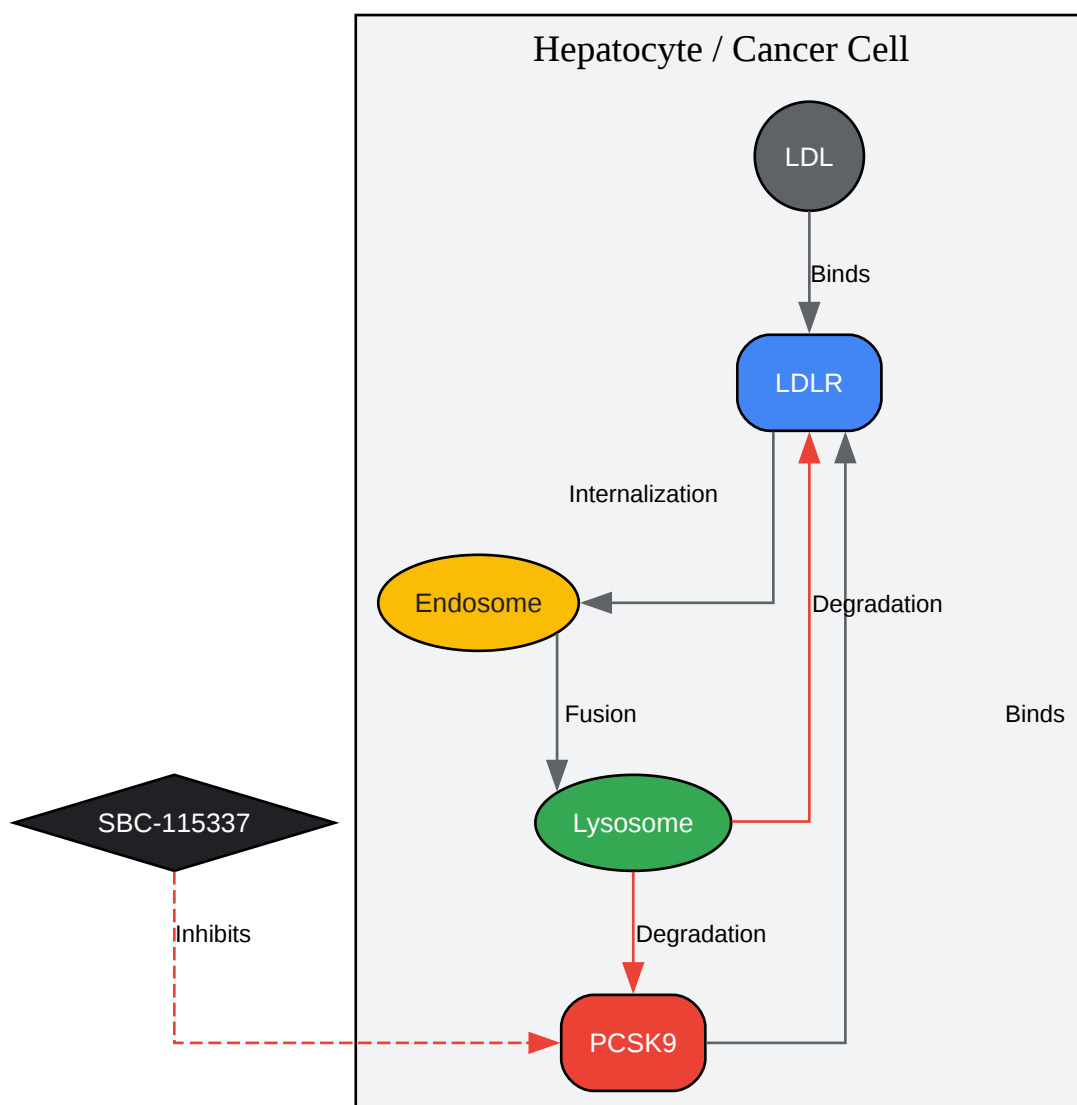 Hepatocyte / Cancer Cell
LDL
Binds
LDLR
Internalization
Endosome
Degradation
Fusion
Binds
SBC-115337
Lysosome
Inhibits
Degradation
PCSK9